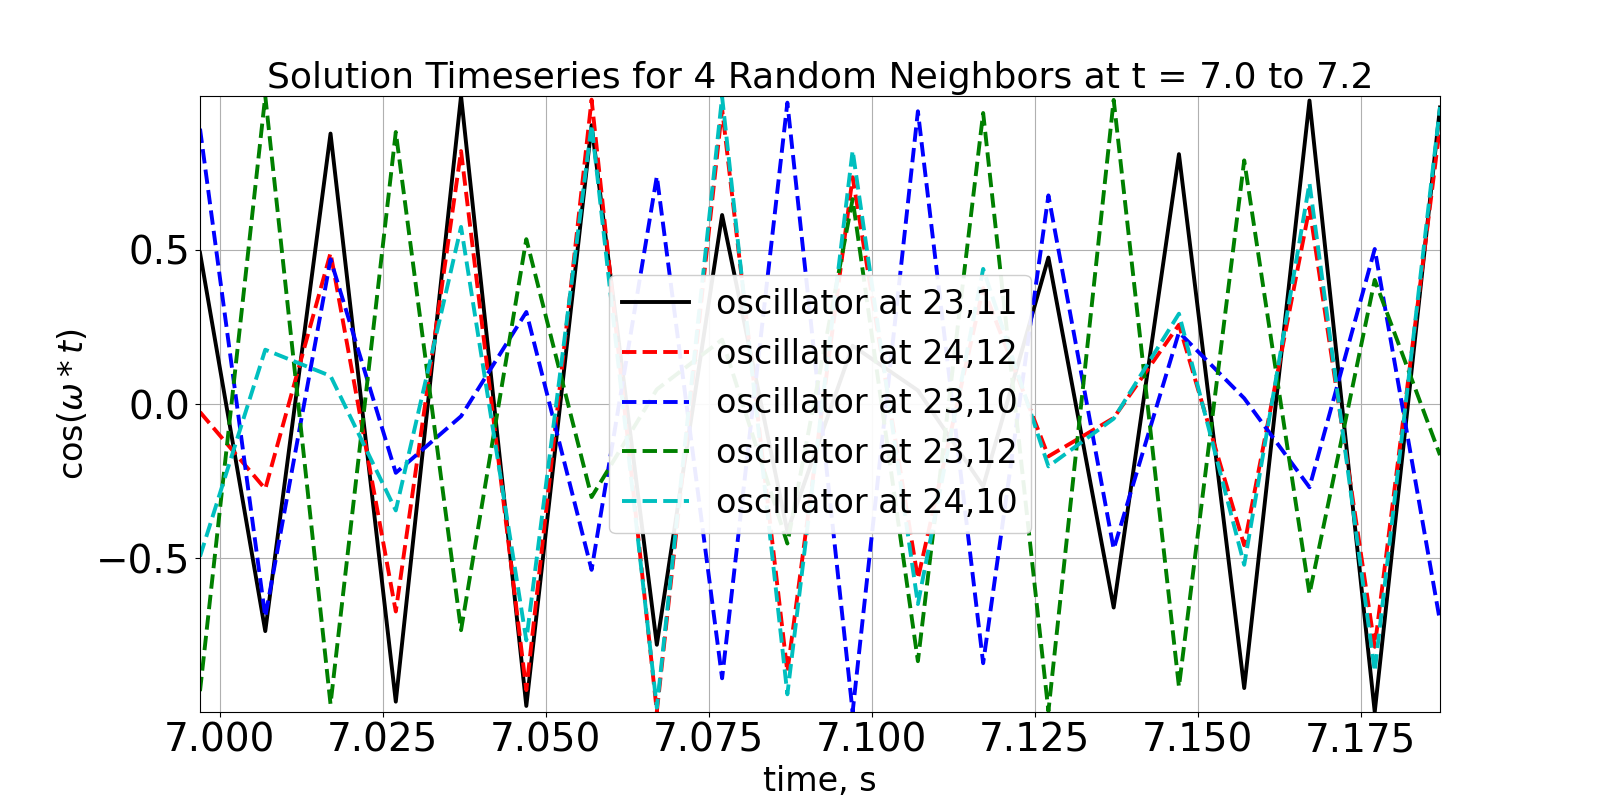 Solution Timeseries for 4 Random Neighbors at t = 7.0 to 7.2
cos(ω * t)
0.5
0.0
−0.5
oscillator at 23,11
oscillator at 24,12
oscillator at 23,10
oscillator at 23,12
oscillator at 24,10
7.000 7.025 7.050 7.075 7.100 7.125 7.150 7.175
time, s